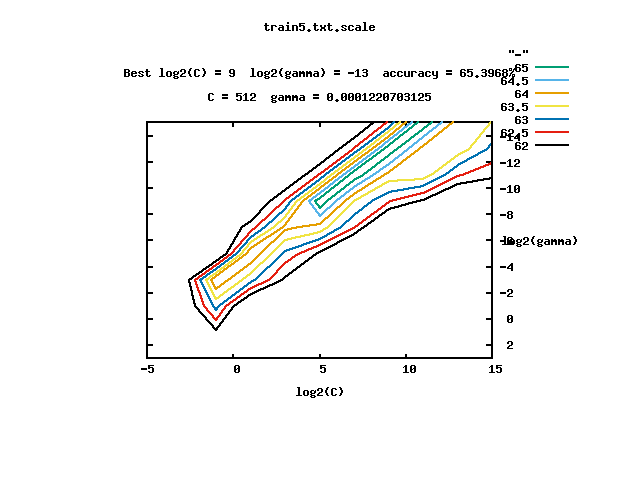 train5.txt.scale
"-"
Best log2(C) = 9 log2(gamma) = -13 accuracy = 65.3968%
65
64.5
C = 512 gamma = 0.0001220703125
64
63.5
63
62.5
62
-14
-12
-10
-8
-6
log2(gamma)
-4
-2
0
2
-5 0 5 10 15
log2(C)